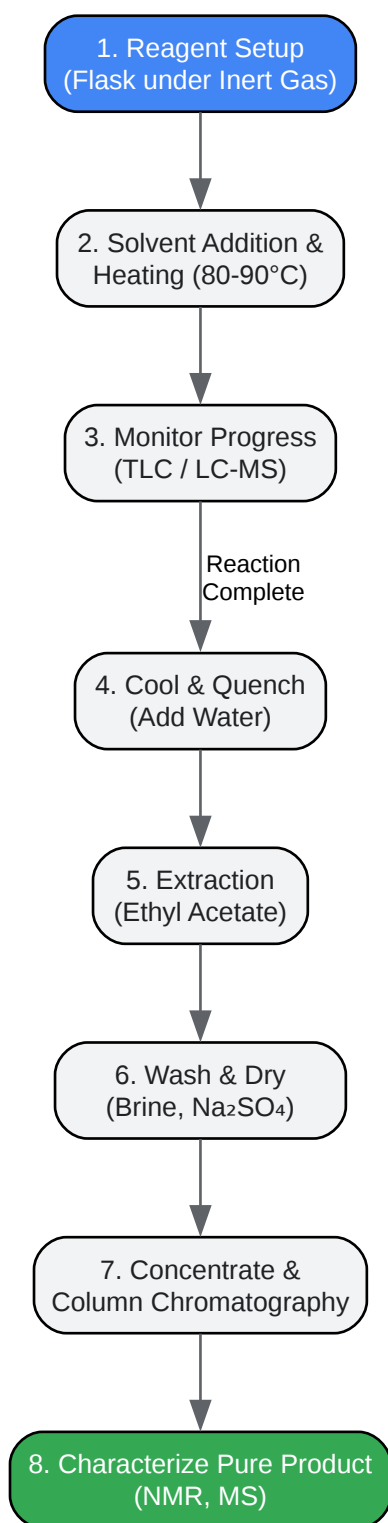 1. Reagent Setup
(Flask under Inert Gas)
2. Solvent Addition &
Heating (80-90°C)
3. Monitor Progress
(TLC / LC-MS)
Reaction
Complete
4. Cool & Quench
(Add Water)
5. Extraction
(Ethyl Acetate)
6. Wash & Dry
(Brine, Na₂SO₄)
7. Concentrate &
Column Chromatography
8. Characterize Pure Product
(NMR, MS)